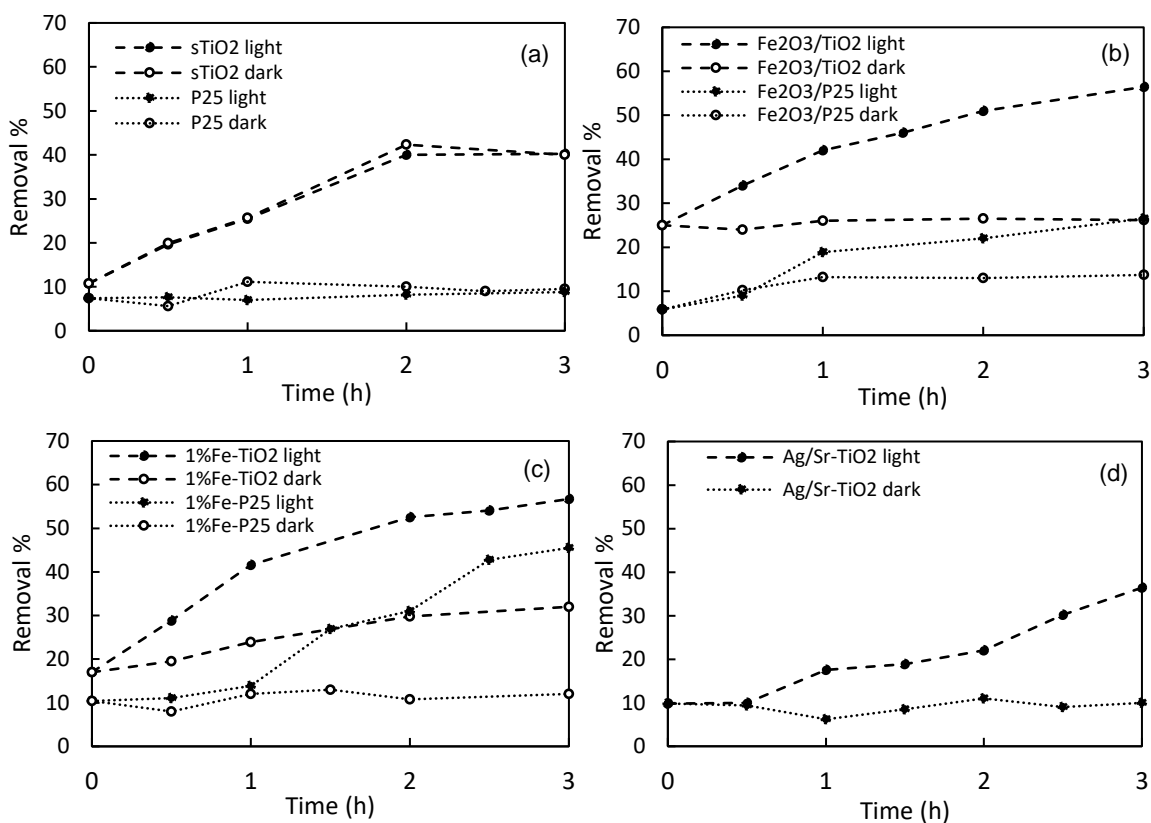 70
60
50
40
30
20
10
0
Removal %
sTiO2 light
sTiO2 dark
P25 light
P25 dark
(a)
0 1 2 3
Time (h)
70
60
50
40
30
20
10
0
Removal %
Fe2O3/TiO2 light
Fe2O3/TiO2 dark
Fe2O3/P25 light
Fe2O3/P25 dark
(b)
0 1 2 3
Time (h)
70
60
50
40
30
20
10
0
Removal %
1%Fe-TiO2 light
1%Fe-TiO2 dark
1%Fe-P25 light
1%Fe-P25 dark
(c)
0 1 2 3
Time (h)
70
60
50
40
30
20
10
0
Removal %
Ag/Sr-TiO2 light
Ag/Sr-TiO2 dark
(d)
0 1 2 3
Time (h)